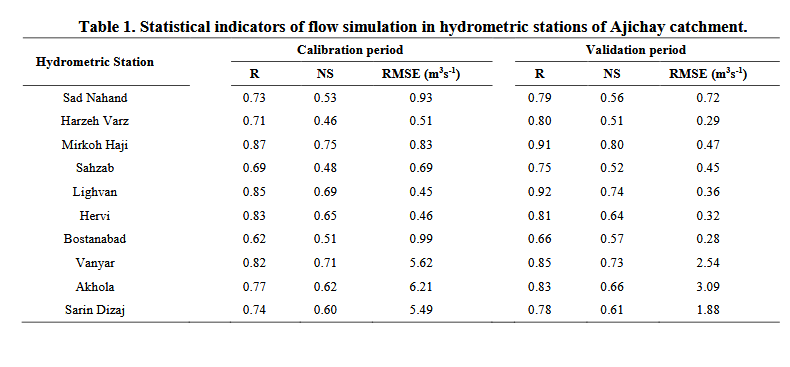 Table 1. Statistical indicators of flow simulation in hydrometric stations of Ajichay catchment.
Hydrometric Station Calibration period Validation period
R NS RMSE (m³s⁻¹) R NS RMSE (m³s⁻¹)
Sad Nahand 0.73 0.53 0.93 0.79 0.56 0.72
Harzeh Varz 0.71 0.46 0.51 0.80 0.51 0.29
Mirkoh Haji 0.87 0.75 0.83 0.91 0.80 0.47
Sahzab 0.69 0.48 0.69 0.75 0.52 0.45
Lighvan 0.85 0.69 0.45 0.92 0.74 0.36
Hervi 0.83 0.65 0.46 0.81 0.64 0.32
Bostanabad 0.62 0.51 0.99 0.66 0.57 0.28
Vanyar 0.82 0.71 5.62 0.85 0.73 2.54
Akhola 0.77 0.62 6.21 0.83 0.66 3.09
Sarin Dizaj 0.74 0.60 5.49 0.78 0.61 1.88